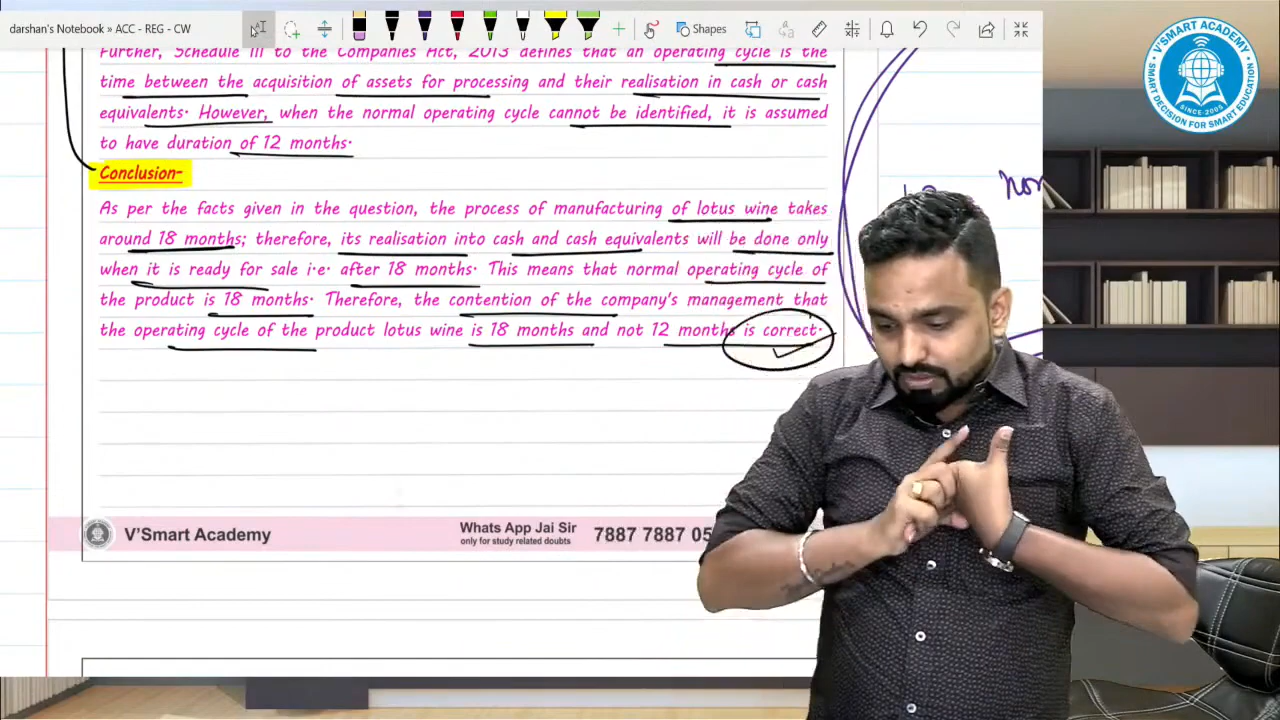 darshan's Notebook » ACC - REG - CW
Shapes
Further, Schedule III to the Companies Act, 2013 defines that an operating cycle is the
time between the acquisition of assets for processing and their realisation in cash or cash
equivalents. However, when the normal operating cycle cannot be identified, it is assumed
to have duration of 12 months.
Conclusion-
As per the facts given in the question, the process of manufacturing of lotus wine takes
around 18 months; therefore, its realisation into cash and cash equivalents will be done only
when it is ready for sale i.e. after 18 months. This means that normal operating cycle of
the product is 18 months. Therefore, the contention of the company's management that
the operating cycle of the product lotus wine is 18 months and not 12 months is correct.
V'Smart Academy
Whats App Jai Sir
only for study related doubts
7887 7887 05
V'SMART ACADEMY
SINCE-2005
SMART DECISION FOR SMART EDUCATION